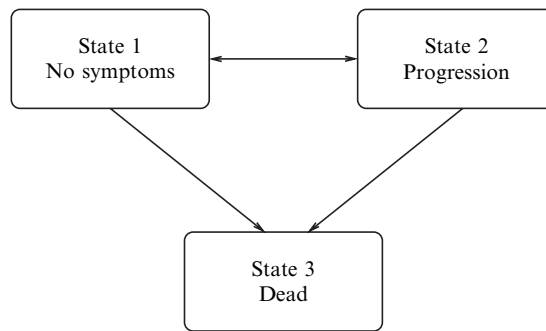 State 1
No symptoms
State 2
Progression
State 3
Dead